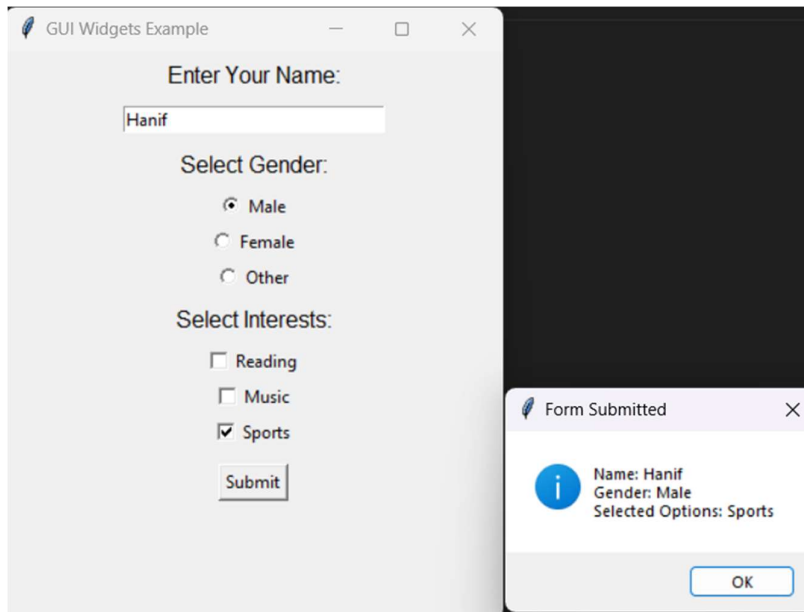 GUI Widgets Example
Enter Your Name:
Hanif
Select Gender:
Male
Female
Other
Select Interests:
Reading
Music
Sports
Submit
Form Submitted
Name: Hanif
Gender: Male
Selected Options: Sports
OK